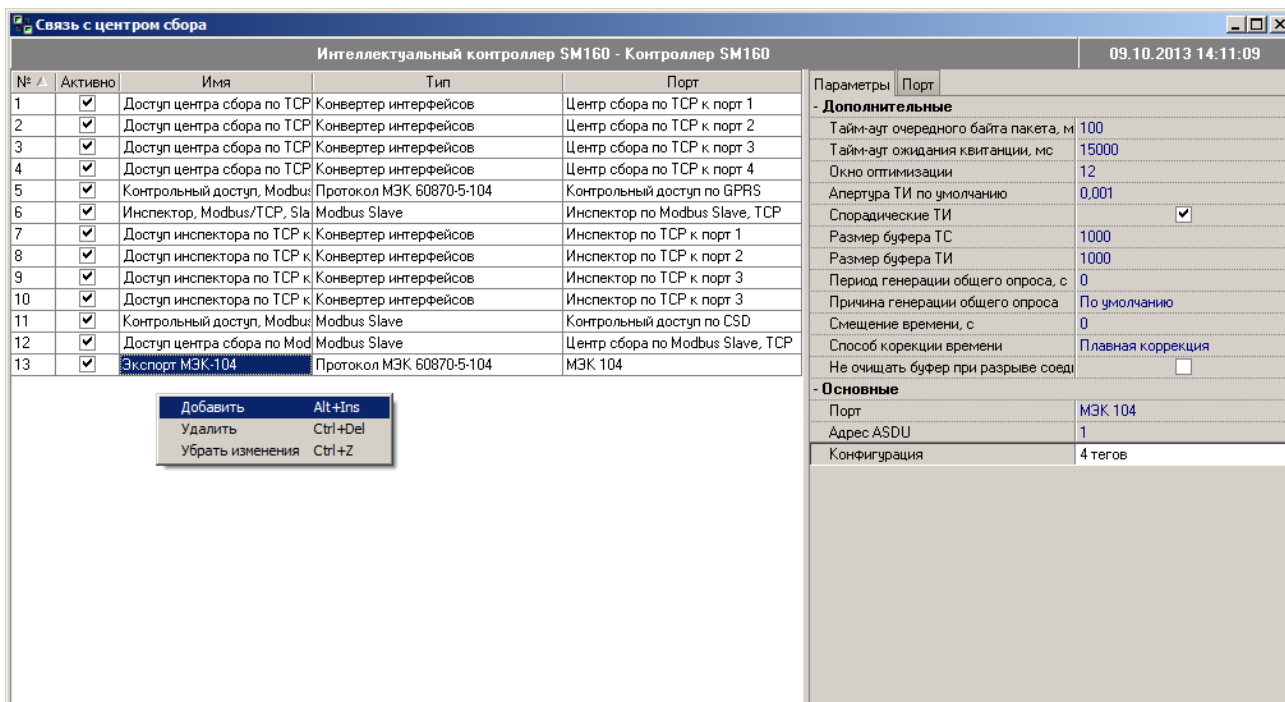 Связь с центром сбора
Интеллектуальный контроллер SM160 - Контроллер SM160 09.10.2013 14:11:09
№ Активно Имя Тип Порт
1 Доступ центра сбора по TCP Конвертер интерфейсов Центр сбора по TCP к порт 1
2 Доступ центра сбора по TCP Конвертер интерфейсов Центр сбора по TCP к порт 2
3 Доступ центра сбора по TCP Конвертер интерфейсов Центр сбора по TCP к порт 3
4 Доступ центра сбора по TCP Конвертер интерфейсов Центр сбора по TCP к порт 4
5 Контрольный доступ, Modbus Протокол МЭК 60870-5-104 Контрольный доступ по GPRS
6 Инспектор, Modbus/TCP, Sla Modbus Slave Инспектор по Modbus Slave, TCP
7 Доступ инспектора по TCP к Конвертер интерфейсов Инспектор по TCP к порт 1
8 Доступ инспектора по TCP к Конвертер интерфейсов Инспектор по TCP к порт 2
9 Доступ инспектора по TCP к Конвертер интерфейсов Инспектор по TCP к порт 3
10 Доступ инспектора по TCP к Конвертер интерфейсов Инспектор по TCP к порт 3
11 Контрольный доступ, Modbus Modbus Slave Контрольный доступ по CSD
12 Доступ центра сбора по Mod Modbus Slave Центр сбора по Modbus Slave, TCP
13 Экспорт МЭК-104 Протокол МЭК 60870-5-104 МЭК 104
Добавить Alt+Ins
Удалить Ctrl+Del
Убрать изменения Ctrl+Z
Параметры Порт
- Дополнительные
Тайм-аут очередного байта пакета, м 100
Тайм-аут ожидания квитанции, мс 15000
Окно оптимизации 12
Апертура ТИ по умолчанию 0,001
Спорадические ТИ
Размер буфера ТС 1000
Размер буфера ТИ 1000
Период генерации общего опроса, с 0
Причина генерации общего опроса По умолчанию
Смещение времени, с 0
Способ корекции времени Плавная коррекция
Не очищать буфер при разрыве соеди
- Основные
Порт МЭК 104
Адрес ASDU 1
Конфигурация 4 тегов